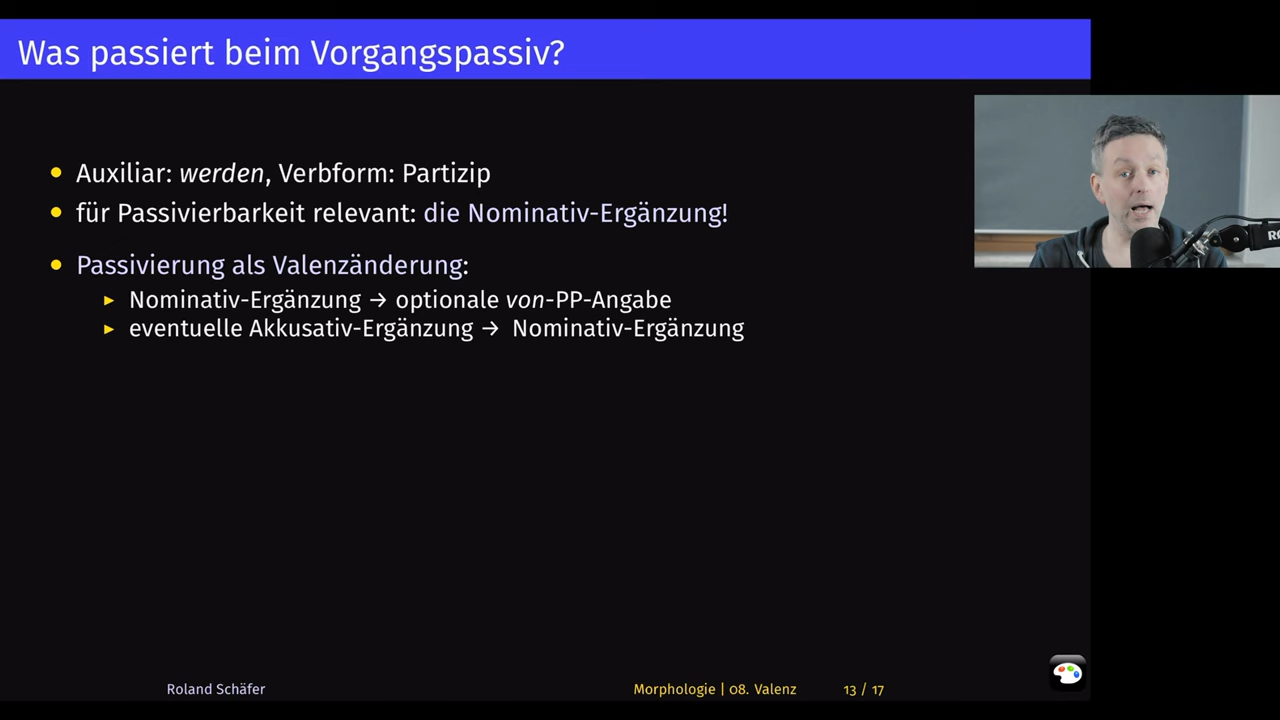 Was passiert beim Vorgangspassiv?
• Auxiliar: werden, Verbform: Partizip
• für Passivierbarkeit relevant: die Nominativ-Ergänzung!
• Passivierung als Valenzänderung:
▸ Nominativ-Ergänzung → optionale von-PP-Angabe
▸ eventuelle Akkusativ-Ergänzung → Nominativ-Ergänzung
Roland Schäfer Morphologie | 08. Valenz 13 / 17